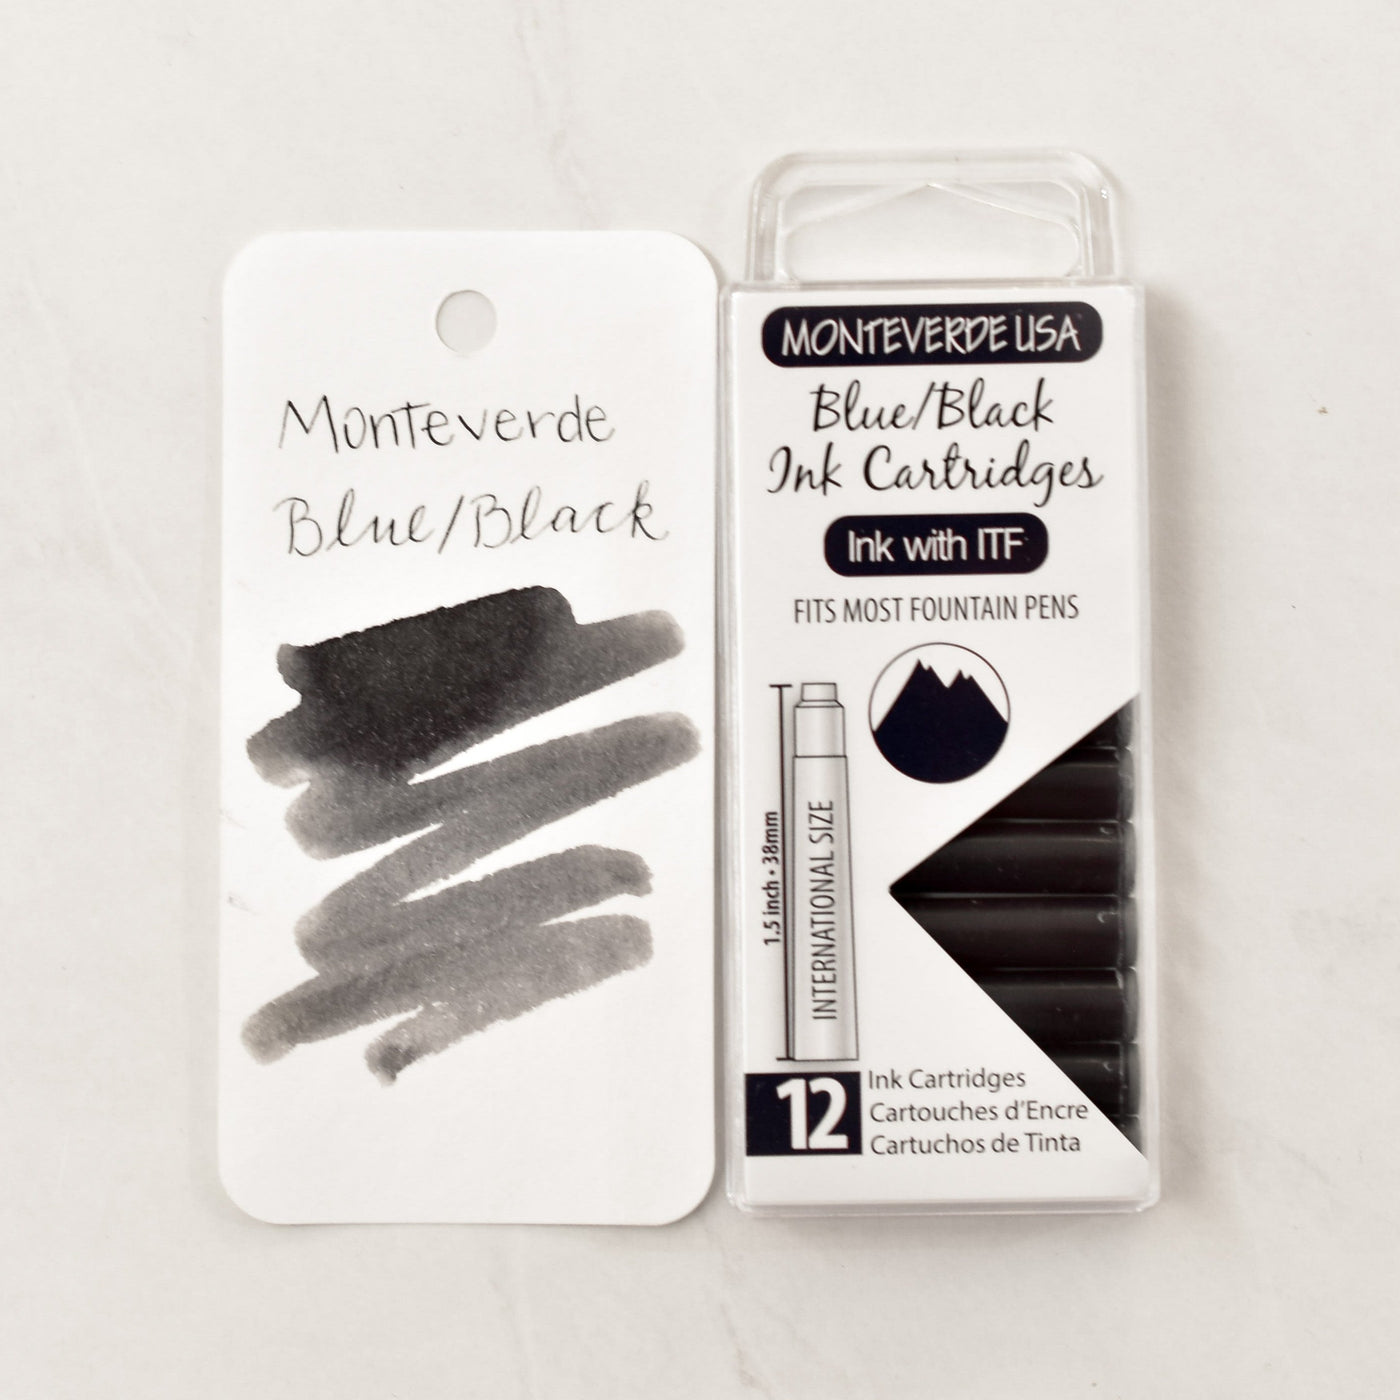 Monteverde
Blue/Black
MONTEVERDE USA
Blue/Black
Ink Cartridges
Ink with ITF
FITS MOST FOUNTAIN PENS
1.5 inch • 38mm
INTERNATIONAL SIZE
12
Ink Cartridges
Cartouches d'Encre
Cartuchos de Tinta